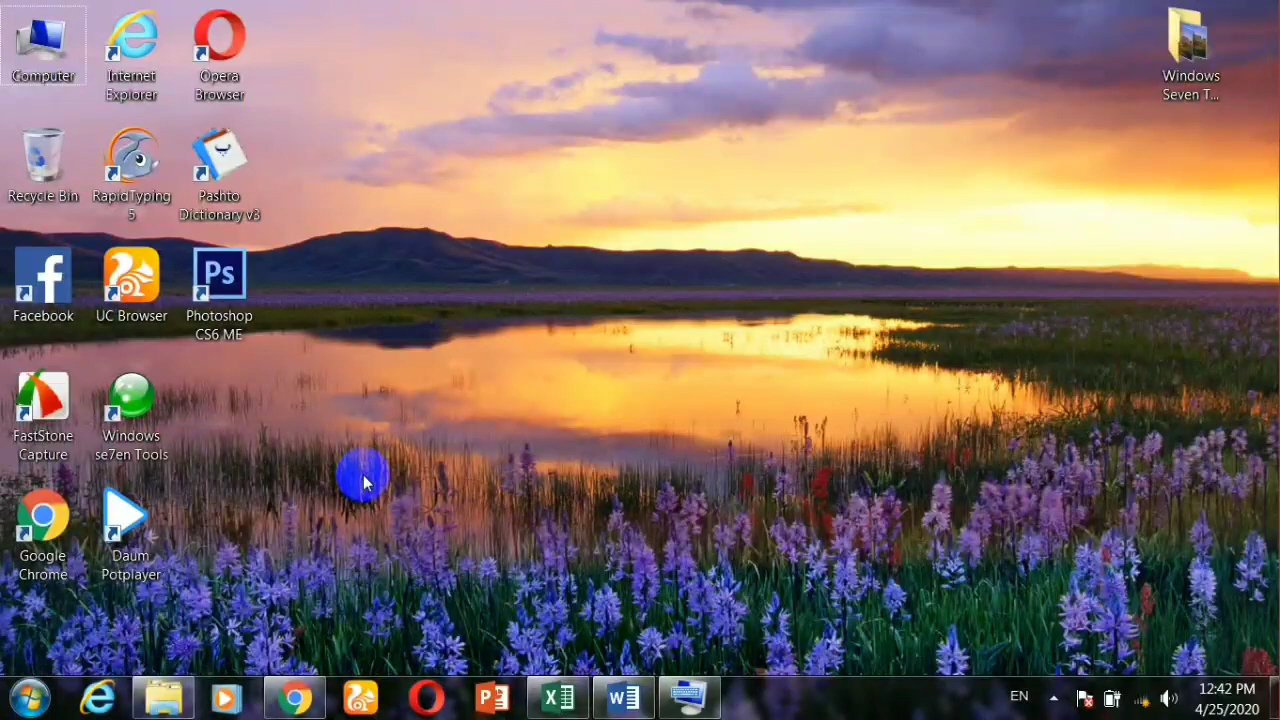 Computer
Internet
Explorer
Opera
Browser
Windows
Seven T...
Recycle Bin
RapidTyping
5
Pashto
Dictionary v3
Facebook
UC Browser
Ps
Photoshop
CS6 ME
FastStone
Capture
Windows
se7en Tools
Google
Chrome
Daum
Potplayer
EN
12:42 PM
4/25/2020